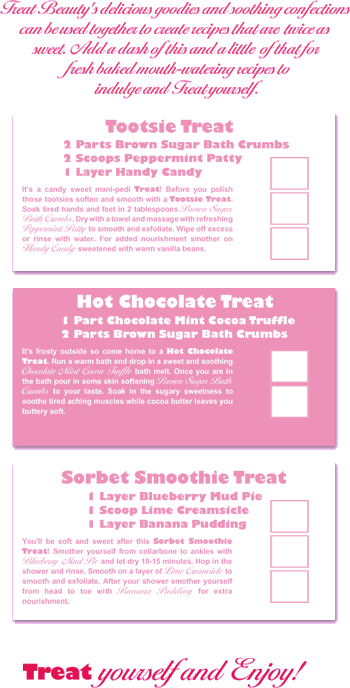 Treat Beauty's delicious goodies and soothing confections
can be used together to create recipes that are twice as
sweet. Add a dash of this and a little of that for
fresh baked mouth-watering recipes to
indulge and Treat yourself.
Tootsie Treat
2 Parts Brown Sugar Bath Crumbs
2 Scoops Peppermint Patty
1 Layer Handy Candy
It's a candy sweet mani-pedi Treat! Before you polish
those tootsies soften and smooth with a Tootsie Treat.
Soak tired hands and feet in 2 tablespoons Brown Sugar
Bath Crumbs. Dry with a towel and massage with refreshing
Peppermint Patty to smooth and exfoliate. Wipe off excess
or rinse with water. For added nourishment smother on
Handy Candy sweetened with warm vanilla beans.
Hot Chocolate Treat
1 Part Chocolate Mint Cocoa Truffle
2 Parts Brown Sugar Bath Crumbs
It's frosty outside so come home to a Hot Chocolate
Treat. Run a warm bath and drop in a sweet and soothing
Chocolate Mint Cocoa Truffle bath melt. Once you are in
the bath pour in some skin softening Brown Sugar Bath
Crumbs to your taste. Soak in the sugary sweetness to
soothe tired aching muscles while cocoa butter leaves you
buttery soft.
Sorbet Smoothie Treat
1 Layer Blueberry Mud Pie
1 Scoop Lime Creamsicle
1 Layer Banana Pudding
You'll be soft and sweet after this Sorbet Smoothie
Treat! Smother yourself from collarbone to ankles with
Blueberry Mud Pie and let dry 10-15 minutes. Hop in the
shower and rinse. Smooth on a layer of Lime Creamsicle to
smooth and exfoliate. After your shower smother yourself
from head to toe with Banana Pudding for extra
nourishment.
Treat yourself and Enjoy!